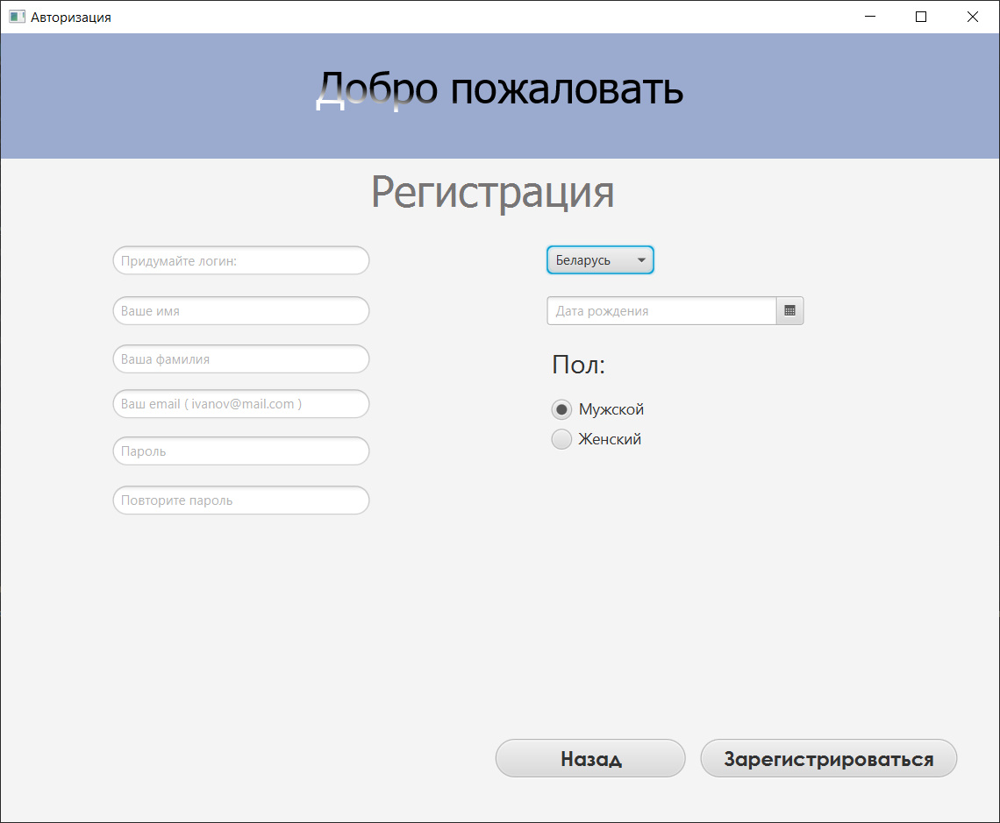 Авторизация
Добро пожаловать
Регистрация
Придумайте логин:
Ваше имя
Ваша фамилия
Ваш email ( ivanov@mail.com )
Пароль
Повторите пароль
Беларусь
Дата рождения
Пол:
Мужской
Женский
Назад
Зарегистрироваться